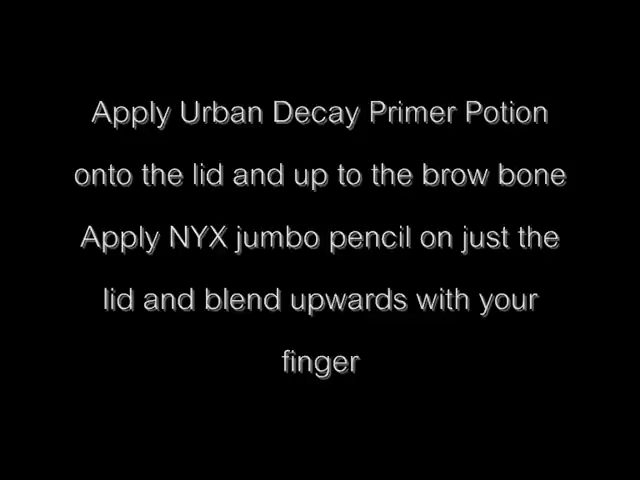 Apply Urban Decay Primer Potion
onto the lid and up to the brow bone
Apply NYX jumbo pencil on just the
lid and blend upwards with your
finger